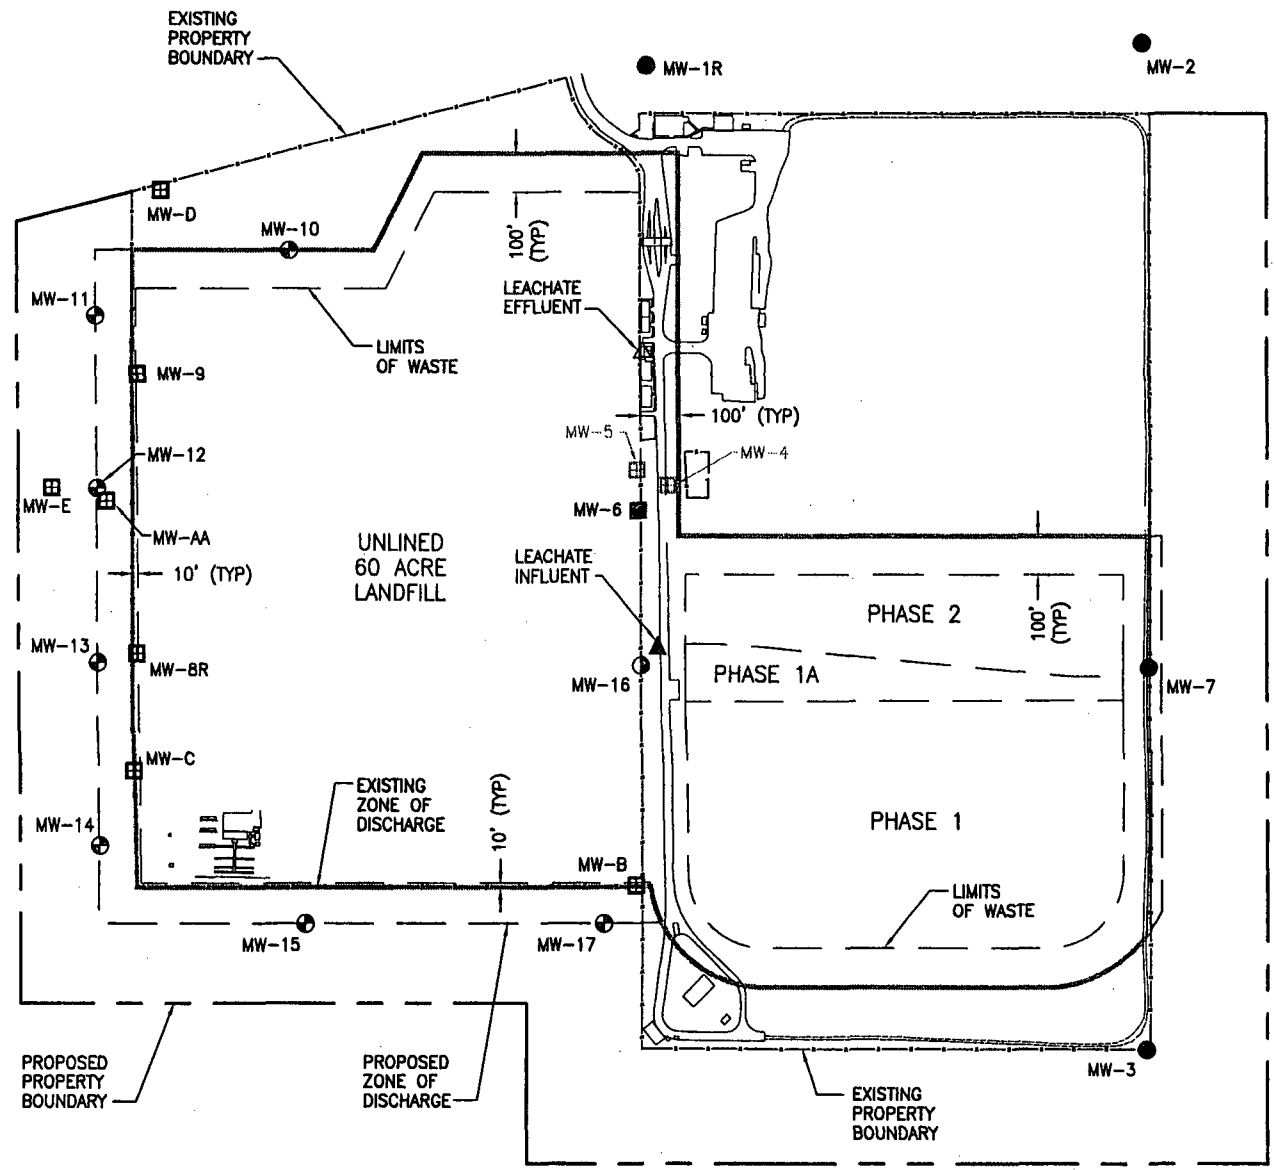 EXISTING
PROPERTY
BOUNDARY
MW-1R
MW-2
MW-D
MW-10
100'
(TYP)
MW-11
LEACHATE
EFFLUENT
LIMITS
OF WASTE
MW-9
100' (TYP)
MW-5
MW-4
MW-12
MW-E
MW-6
MW-AA
UNLINED
60 ACRE
LANDFILL
LEACHATE
INFLUENT
10' (TYP)
PHASE 2
100'
(TYP)
MW-13
MW-8R
MW-16
PHASE 1A
MW-7
MW-C
EXISTING
ZONE OF
DISCHARGE
10' (TYP)
MW-14
PHASE 1
MW-B
LIMITS
OF WASTE
MW-15
MW-17
PROPOSED
PROPERTY
BOUNDARY
PROPOSED
ZONE OF
DISCHARGE
MW-3
EXISTING
PROPERTY
BOUNDARY